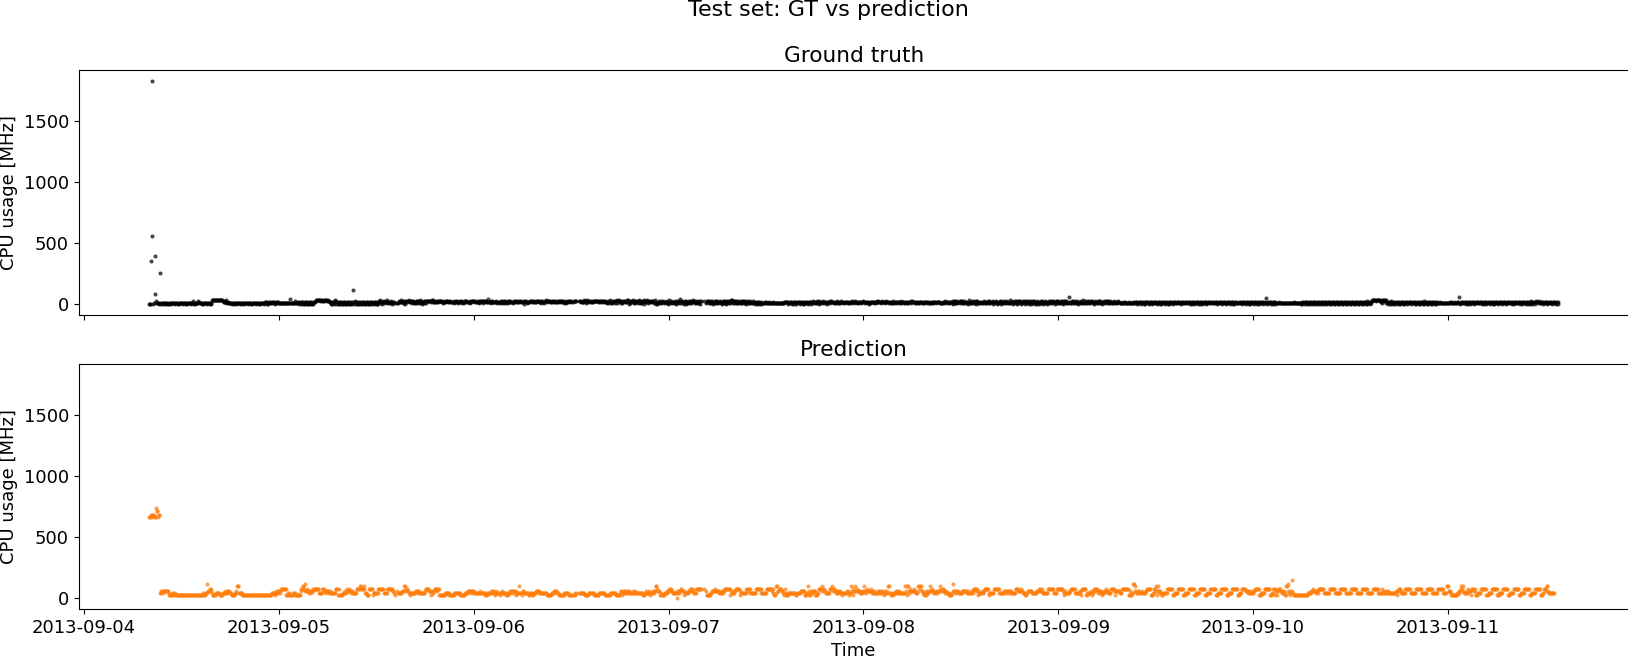 Test set: GT vs prediction
Ground truth
CPU usage [MHz]
1500
1000
500
0
Prediction
CPU usage [MHz]
1500
1000
500
0
2013-09-04 2013-09-05 2013-09-06 2013-09-07 2013-09-08 2013-09-09 2013-09-10 2013-09-11
Time